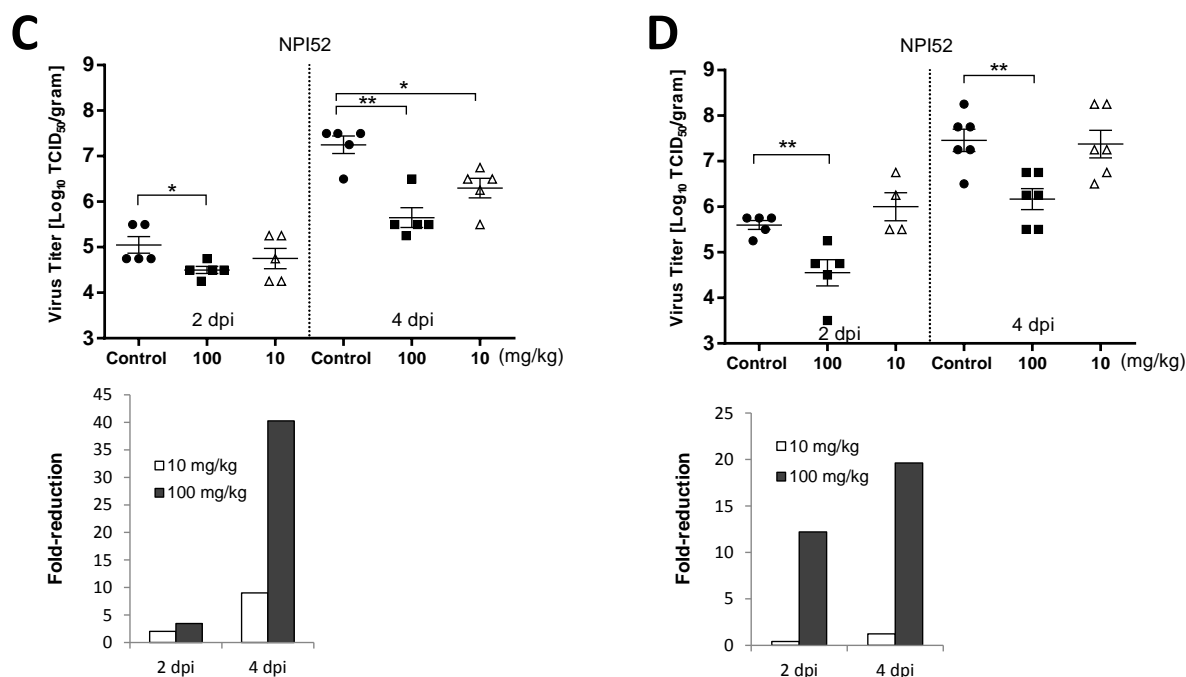 C
NPI52
Virus Titer [Log₁₀ TCID₅₀/gram]
9
8
7
6
5
4
3
*
**
*
2 dpi
4 dpi
Control 100 10 Control 100 10 (mg/kg)
Fold-reduction
45
40
35
30
25
20
15
10
5
0
10 mg/kg
100 mg/kg
2 dpi 4 dpi
D
NPI52
Virus Titer [Log₁₀ TCID₅₀/gram]
9
8
7
6
5
4
3
**
**
2 dpi
4 dpi
Control 100 10 Control 100 10 (mg/kg)
Fold-reduction
25
20
15
10
5
0
10 mg/kg
100 mg/kg
2 dpi 4 dpi